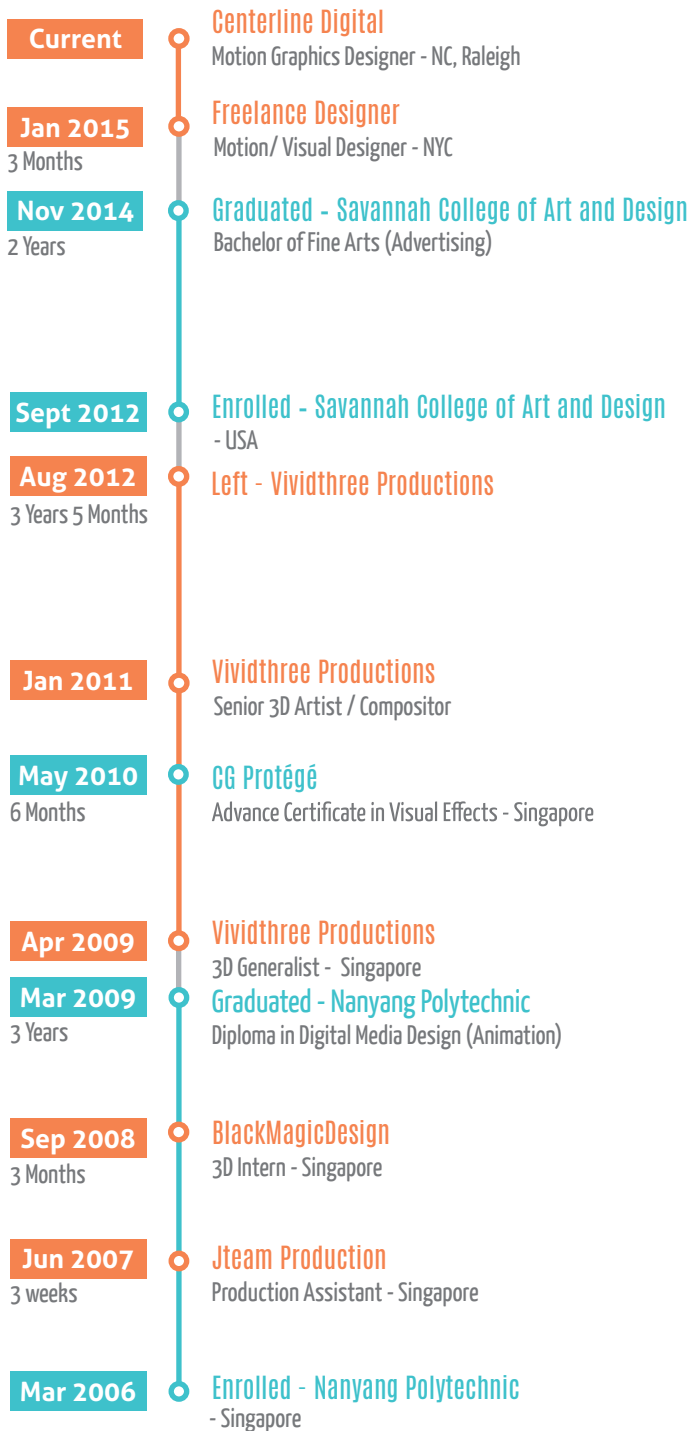 Current
Centerline Digital
Motion Graphics Designer - NC, Raleigh
Jan 2015
3 Months
Freelance Designer
Motion/ Visual Designer - NYC
Nov 2014
2 Years
Graduated - Savannah College of Art and Design
Bachelor of Fine Arts (Advertising)
Sept 2012
Enrolled - Savannah College of Art and Design
- USA
Aug 2012
3 Years 5 Months
Left - Vividthree Productions
Jan 2011
Vividthree Productions
Senior 3D Artist / Compositor
May 2010
6 Months
CG Protégé
Advance Certificate in Visual Effects - Singapore
Apr 2009
Vividthree Productions
3D Generalist - Singapore
Mar 2009
3 Years
Graduated - Nanyang Polytechnic
Diploma in Digital Media Design (Animation)
Sep 2008
3 Months
BlackMagicDesign
3D Intern - Singapore
Jun 2007
3 weeks
Jteam Production
Production Assistant - Singapore
Mar 2006
Enrolled - Nanyang Polytechnic
- Singapore